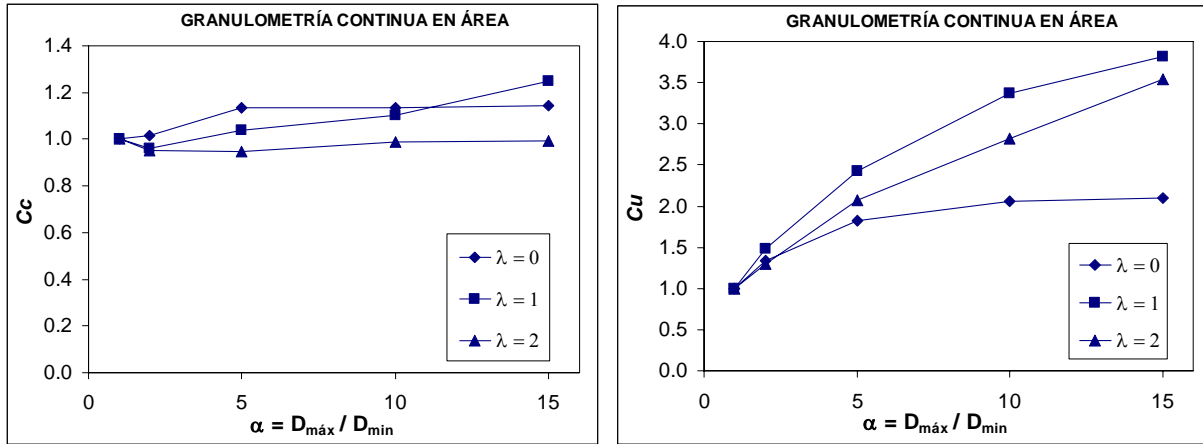 GRANULOMETRÍA CONTINUA EN ÁREA
1.4
1.2
1.0
0.8
0.6
0.4
0.2
0.0
Cc
λ = 0
λ = 1
λ = 2
0 5 10 15
α = Dmáx / Dmin
GRANULOMETRÍA CONTINUA EN ÁREA
4.0
3.5
3.0
2.5
2.0
1.5
1.0
0.5
0.0
Cu
λ = 0
λ = 1
λ = 2
0 5 10 15
α = Dmáx / Dmin